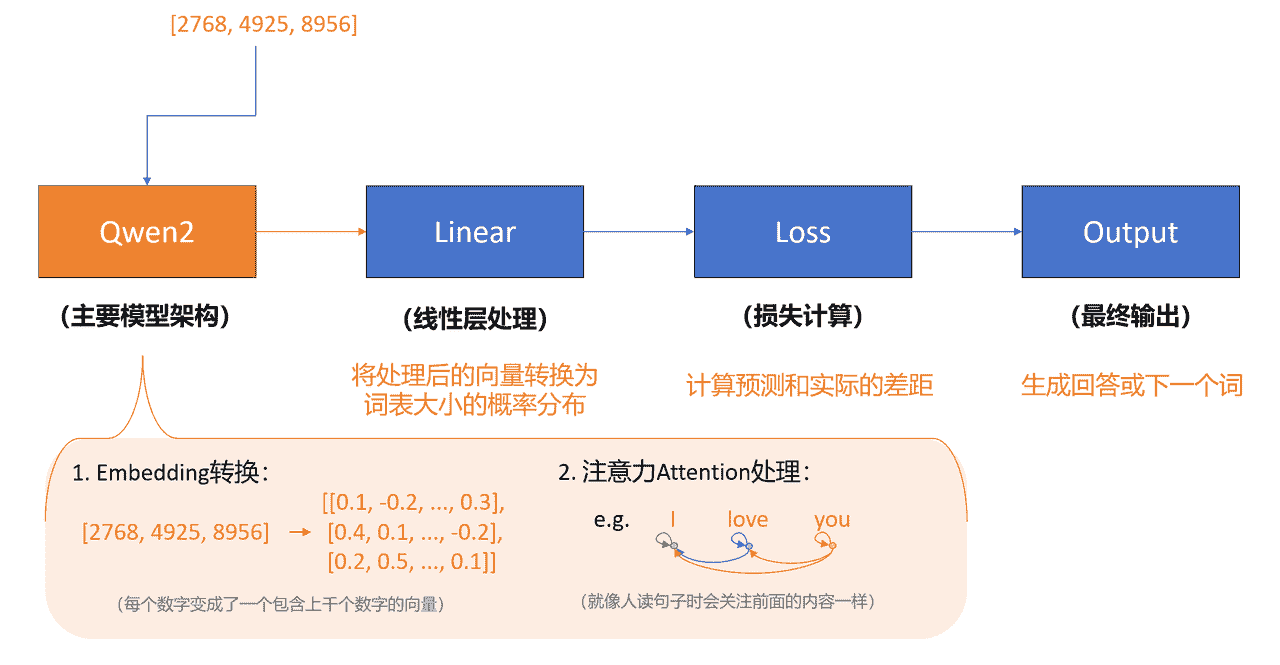 [2768, 4925, 8956]
Qwen2
Linear
Loss
Output
（主要模型架构）
（线性层处理）
（损失计算）
（最终输出）
将处理后的向量转换为
词表大小的概率分布
计算预测和实际的差距
生成回答或下一个词
1. Embedding转换：
[2768, 4925, 8956]
[[0.1, -0.2, ..., 0.3],
[0.4, 0.1, ..., -0.2],
[0.2, 0.5, ..., 0.1]]
（每个数字变成了一个包含上千个数字的向量）
2. 注意力Attention处理：
e.g. I love you
（就像人读句子时会关注前面的内容一样）